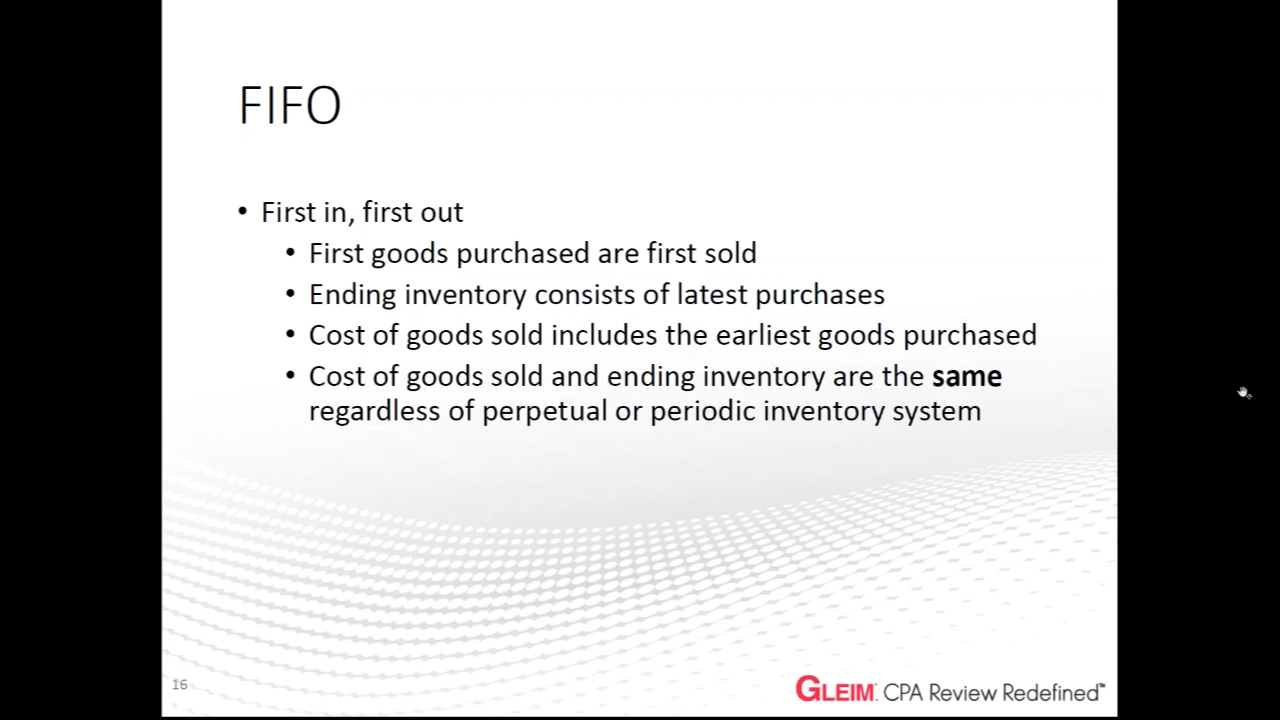 FIFO
• First in, first out
• First goods purchased are first sold
• Ending inventory consists of latest purchases
• Cost of goods sold includes the earliest goods purchased
• Cost of goods sold and ending inventory are the same
regardless of perpetual or periodic inventory system
16
GLEIM. CPA Review Redefined™